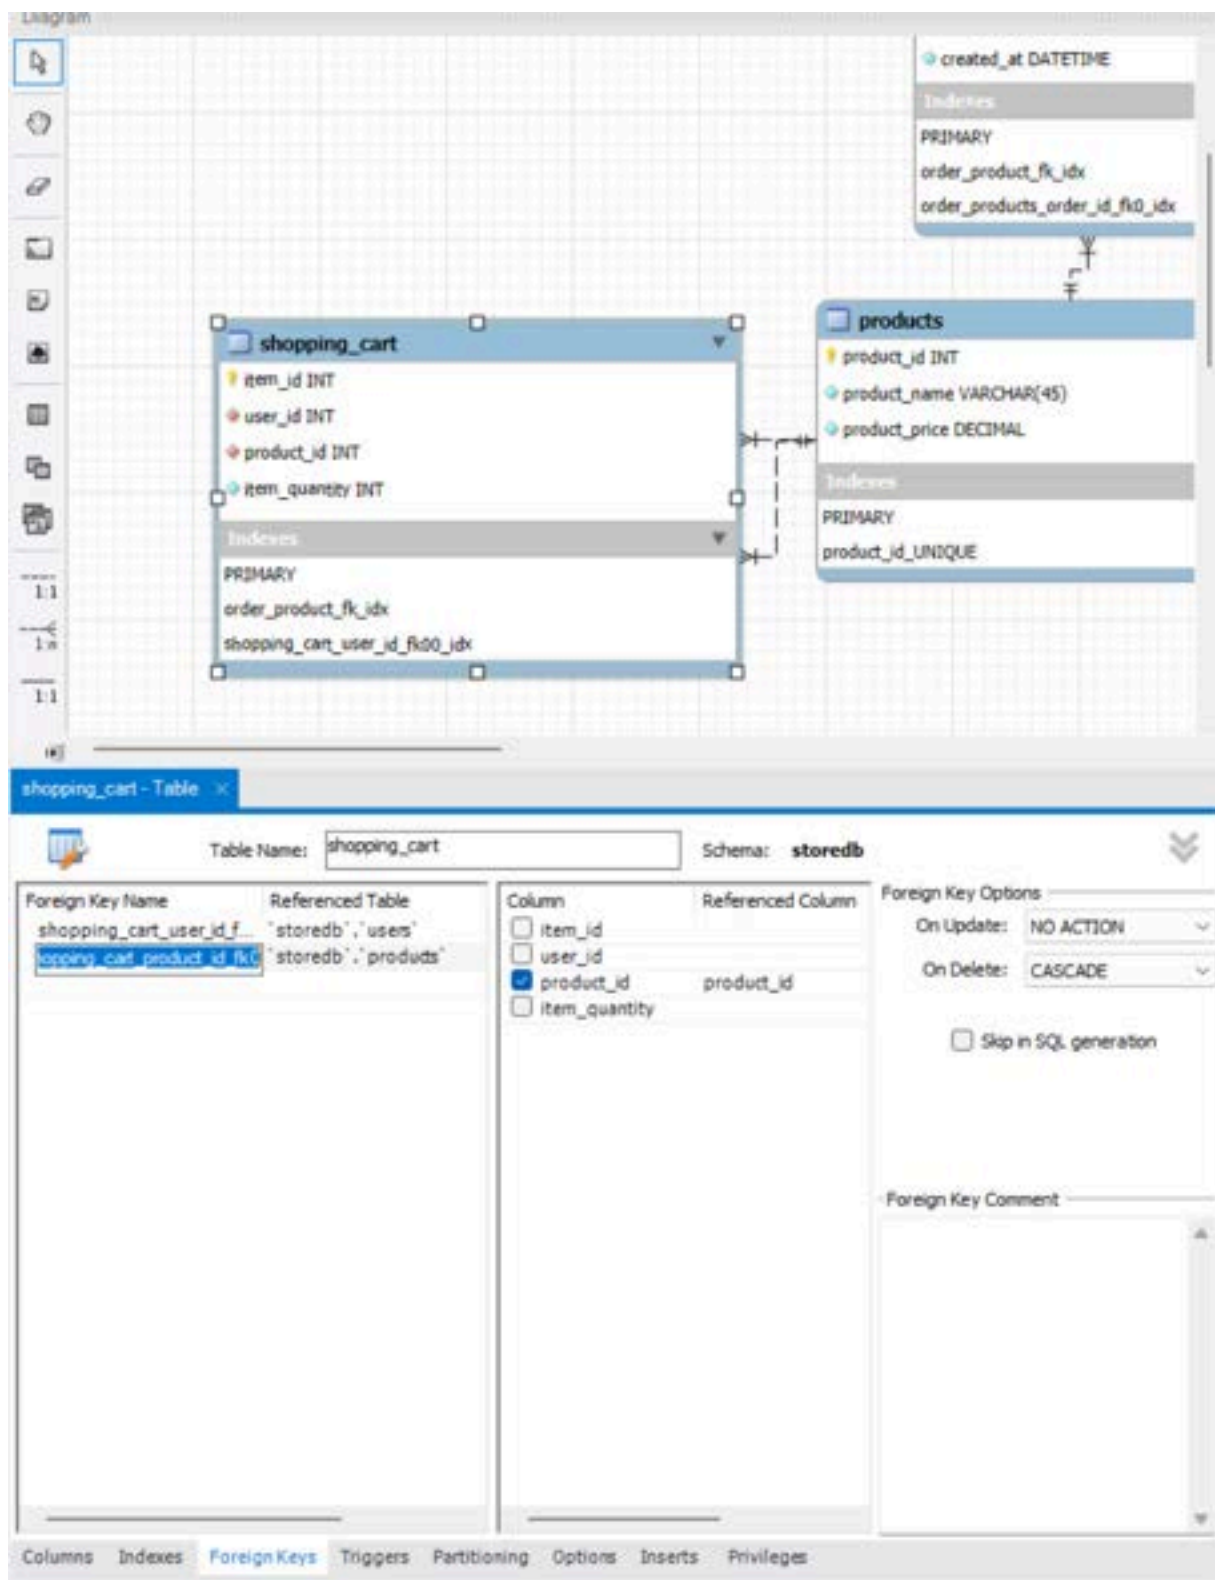 Diagram
created_at DATETIME
Indexes
PRIMARY
order_product_fk_idx
order_products_order_id_fk0_idx
products
product_id INT
product_name VARCHAR(45)
product_price DECIMAL
Indexes
PRIMARY
product_id_UNIQUE
shopping_cart
item_id INT
user_id INT
product_id INT
item_quantity INT
Indexes
PRIMARY
order_product_fk_idx
shopping_cart_user_id_fk00_idx
1:1
1:n
1:1
shopping_cart - Table ×
Table Name: shopping_cart Schema: storedb
Foreign Key Name Referenced Table
shopping_cart_user_id_f... `storedb`.`users`
hopping_cart_product_id_fk0 `storedb`.`products`
Column Referenced Column
item_id
user_id
product_id product_id
item_quantity
Foreign Key Options
On Update: NO ACTION
On Delete: CASCADE
Skip in SQL generation
Foreign Key Comment
Columns Indexes Foreign Keys Triggers Partitioning Options Inserts Privileges